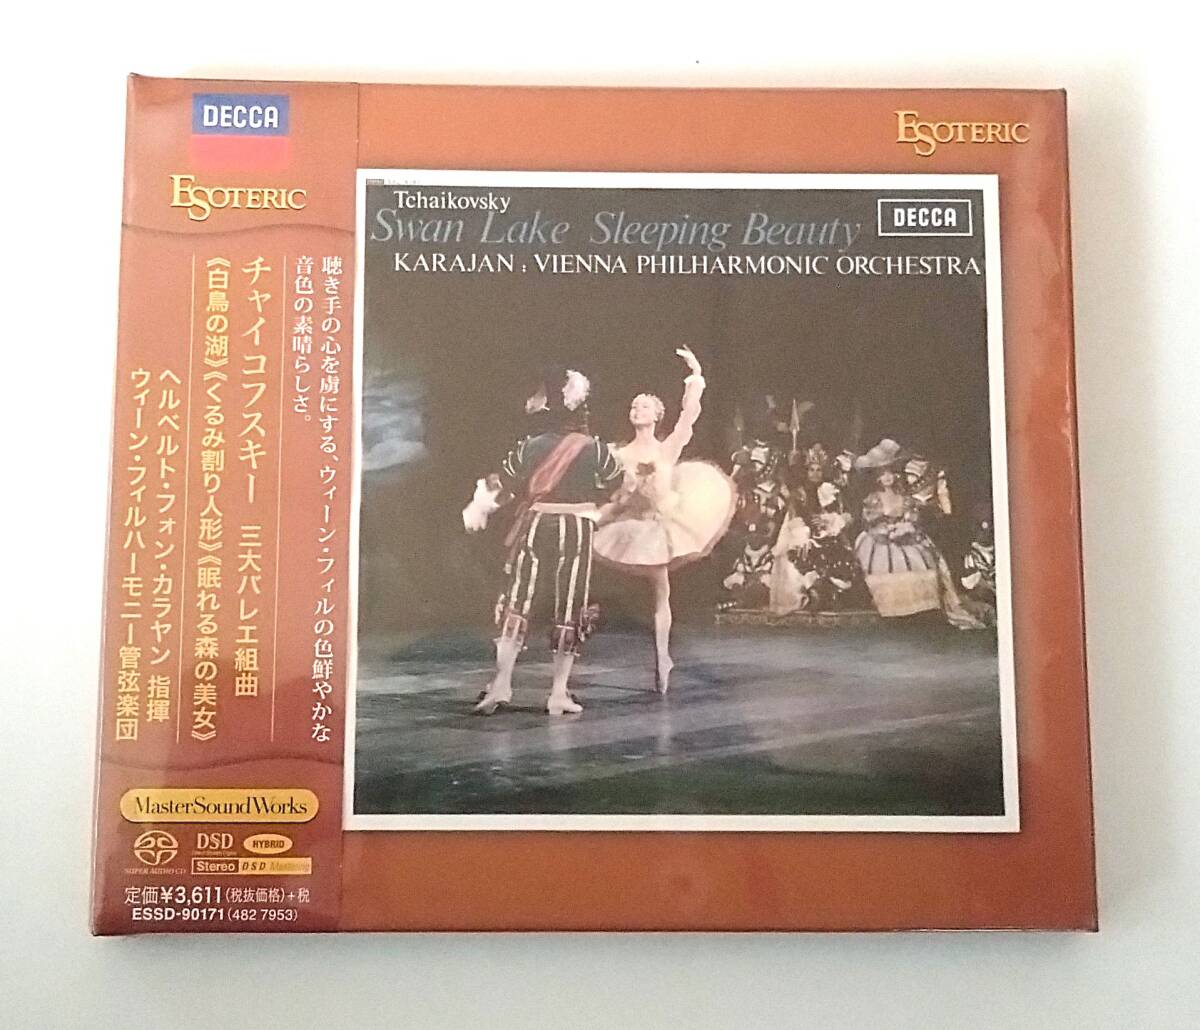 DECCA
ESOTERIC
聴き手の心を虜にする、ウィーン・フィルの色鮮やかな
音色の素晴らしさ。
チャイコフスキー 三大バレエ組曲
《白鳥の湖》《くるみ割り人形》《眠れる森の美女》
ヘルベルト・フォン・カラヤン 指揮
ウィーン・フィルハーモニー管弦楽団
MasterSoundWorks
SUPER AUDIO CD
DSD
HYBRID
Stereo
DSD Mastering
定価¥3,611(税抜価格)+税
ESSD-90171(482 7953)
ESOTERIC
Tchaikovsky
Swan Lake Sleeping Beauty
DECCA
KARAJAN : VIENNA PHILHARMONIC ORCHESTRA